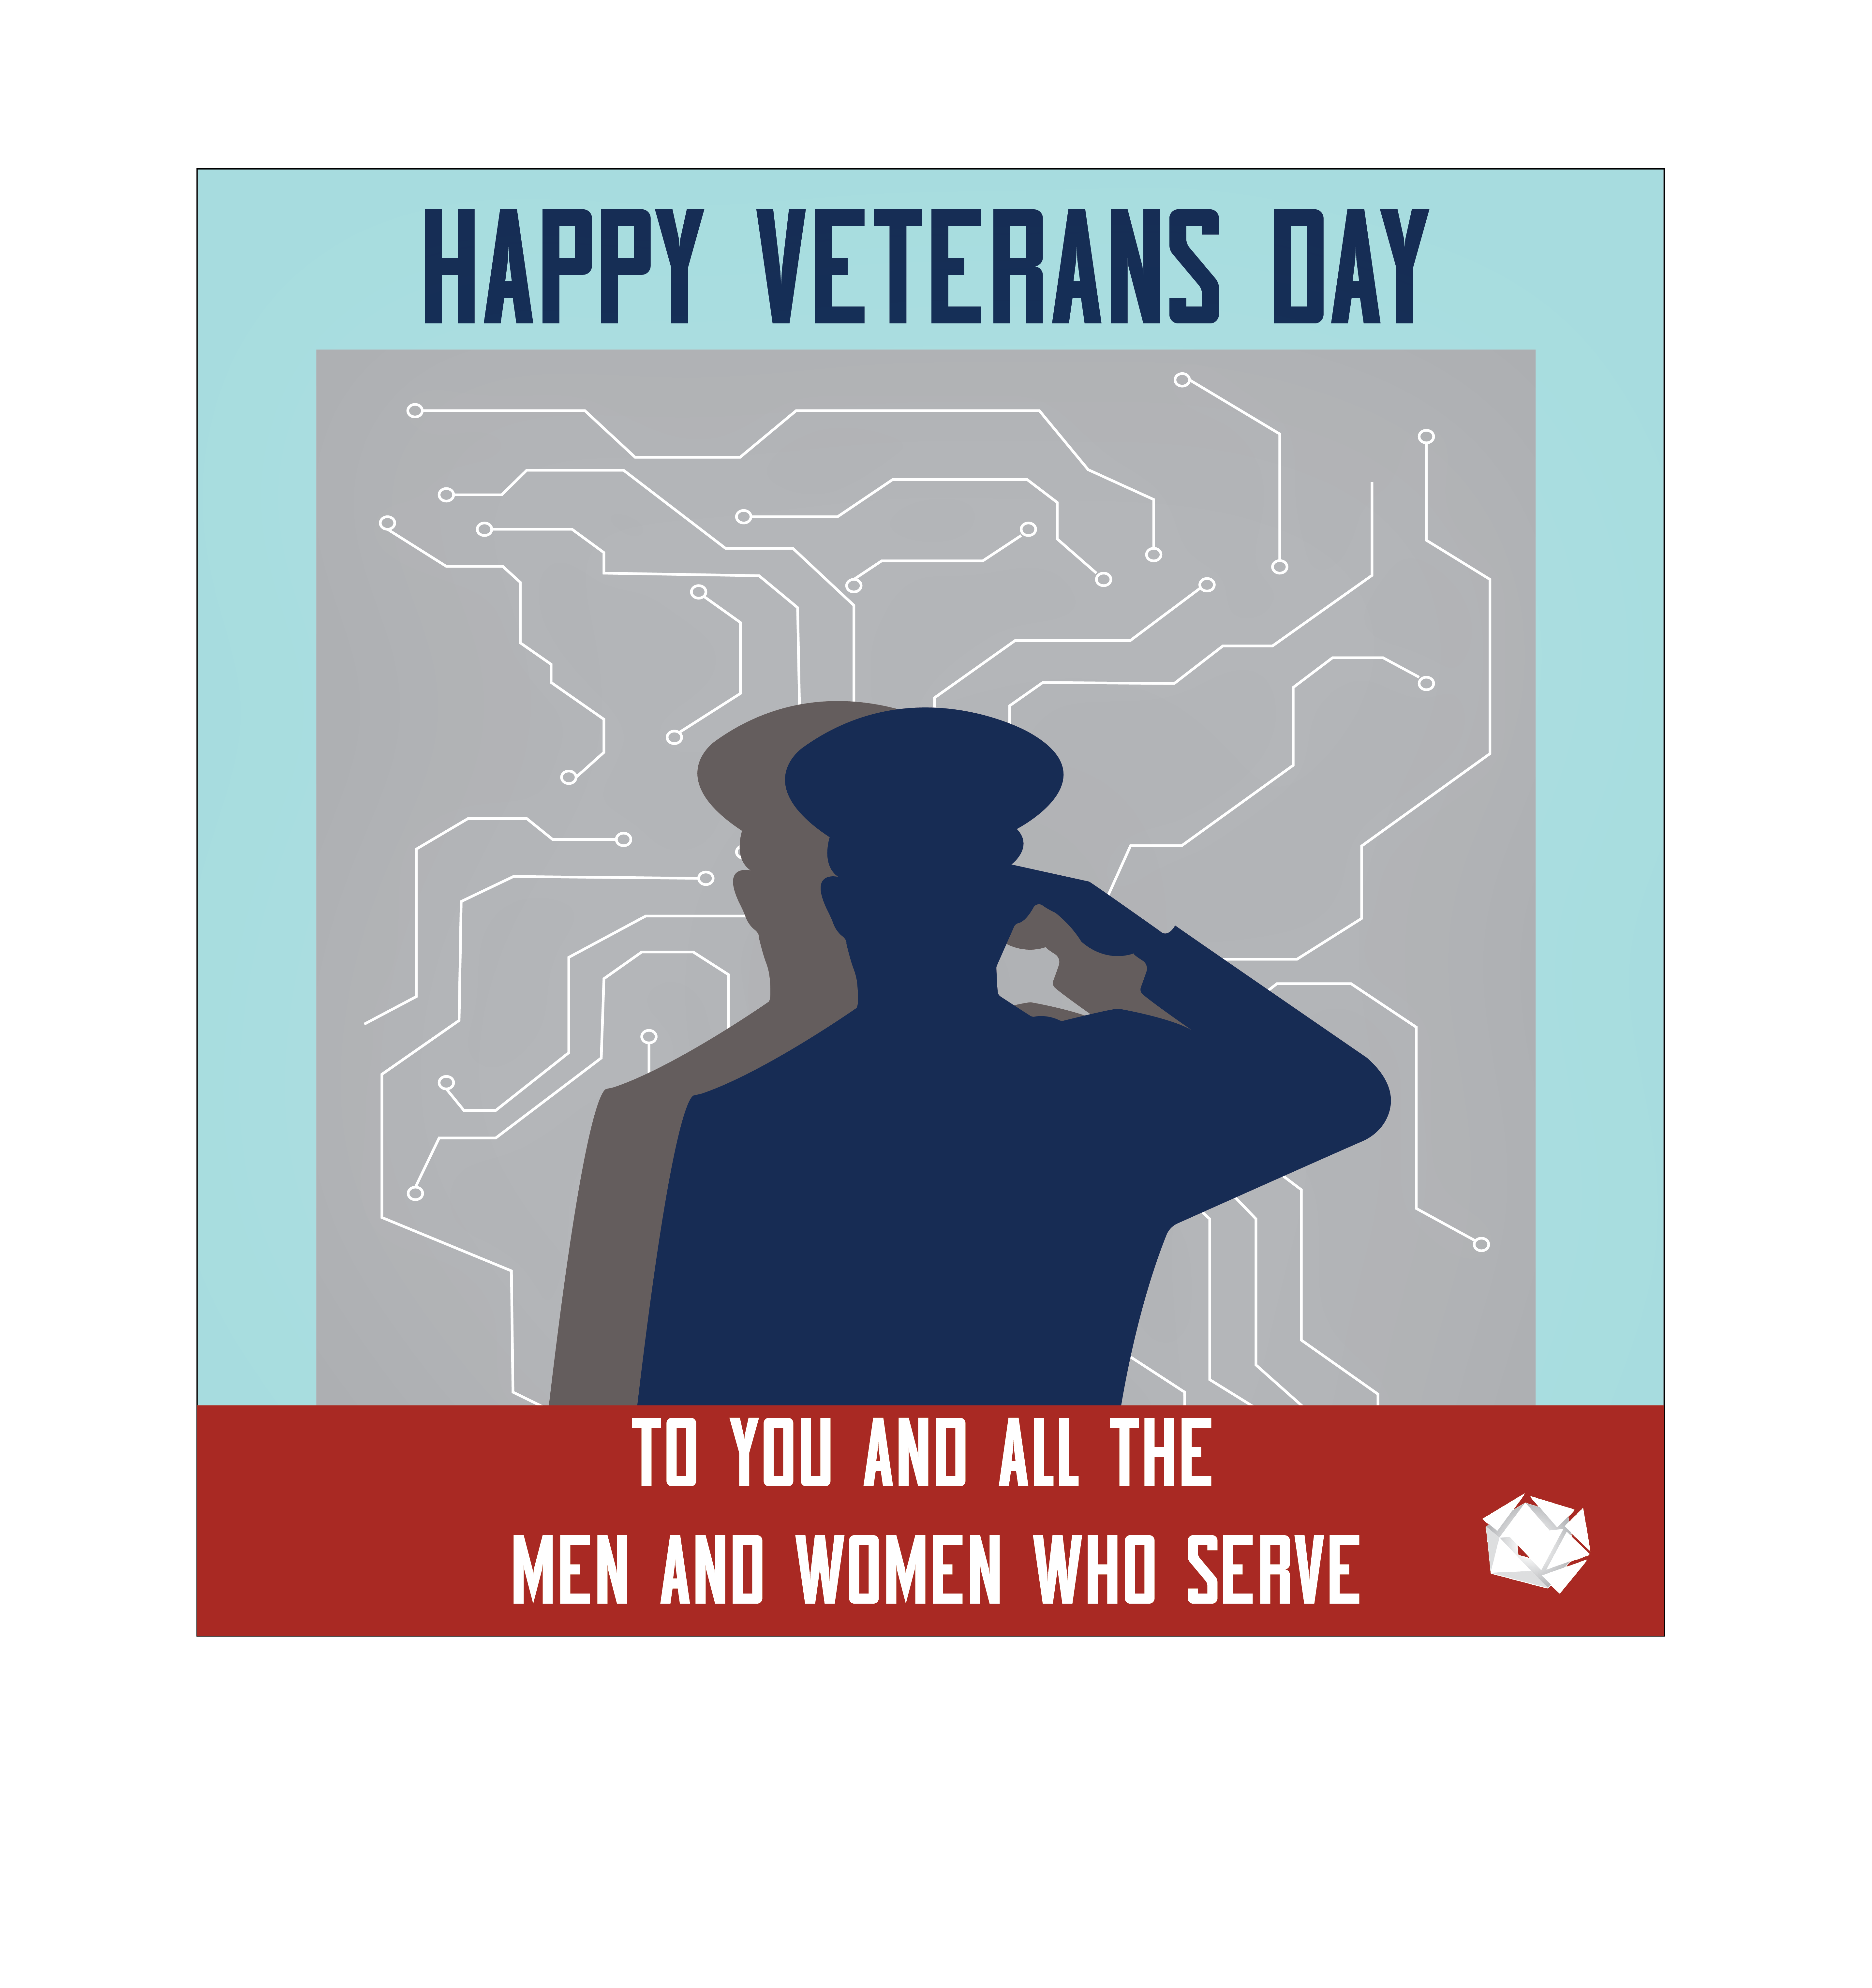 HAPPY VETERANS DAY
TO YOU AND ALL THE
MEN AND WOMEN WHO SERVE